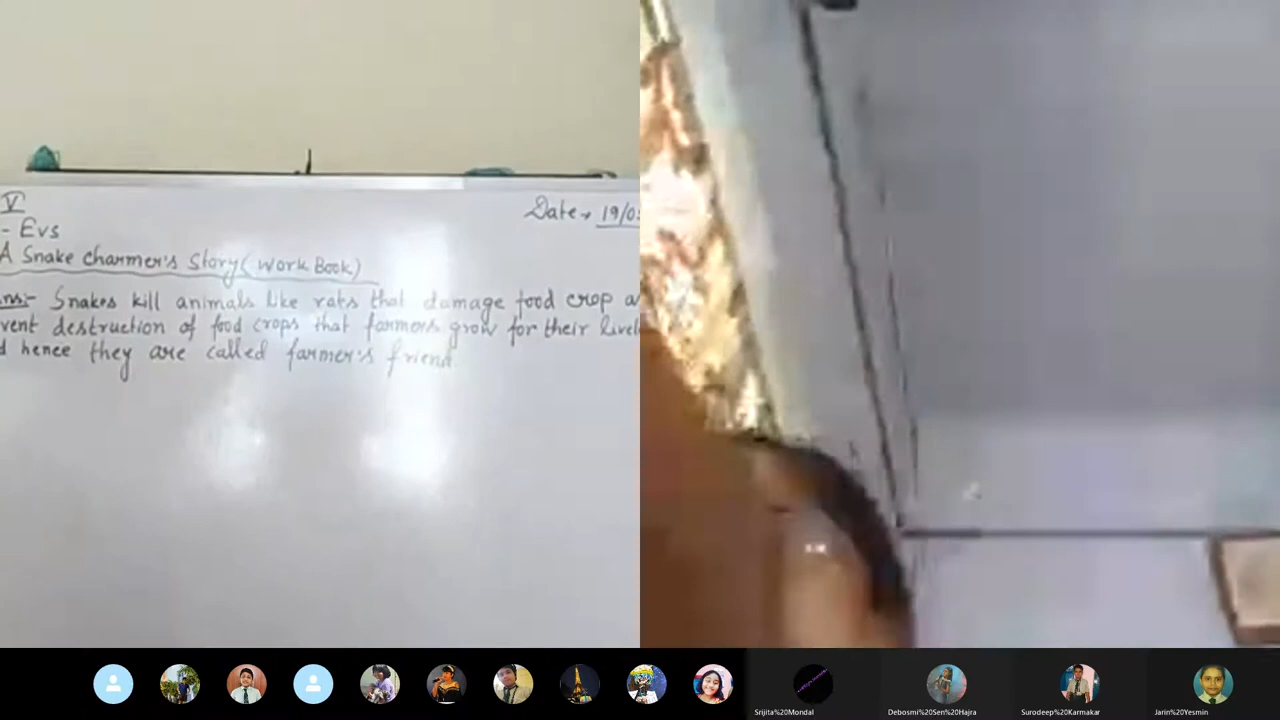 V
Date → 19/0
- Evs
A Snake charmer's Story (Work Book)
Ans:- Snakes kill animals like rats that damage food crop
vent destruction of food crops that farmers grow for their
hence they are called farmer's friend
Srijita%20Mondal
Debosmi%20Sen%20Hajra
Surodeep%20Karmakar
Jarin%20Yesmin